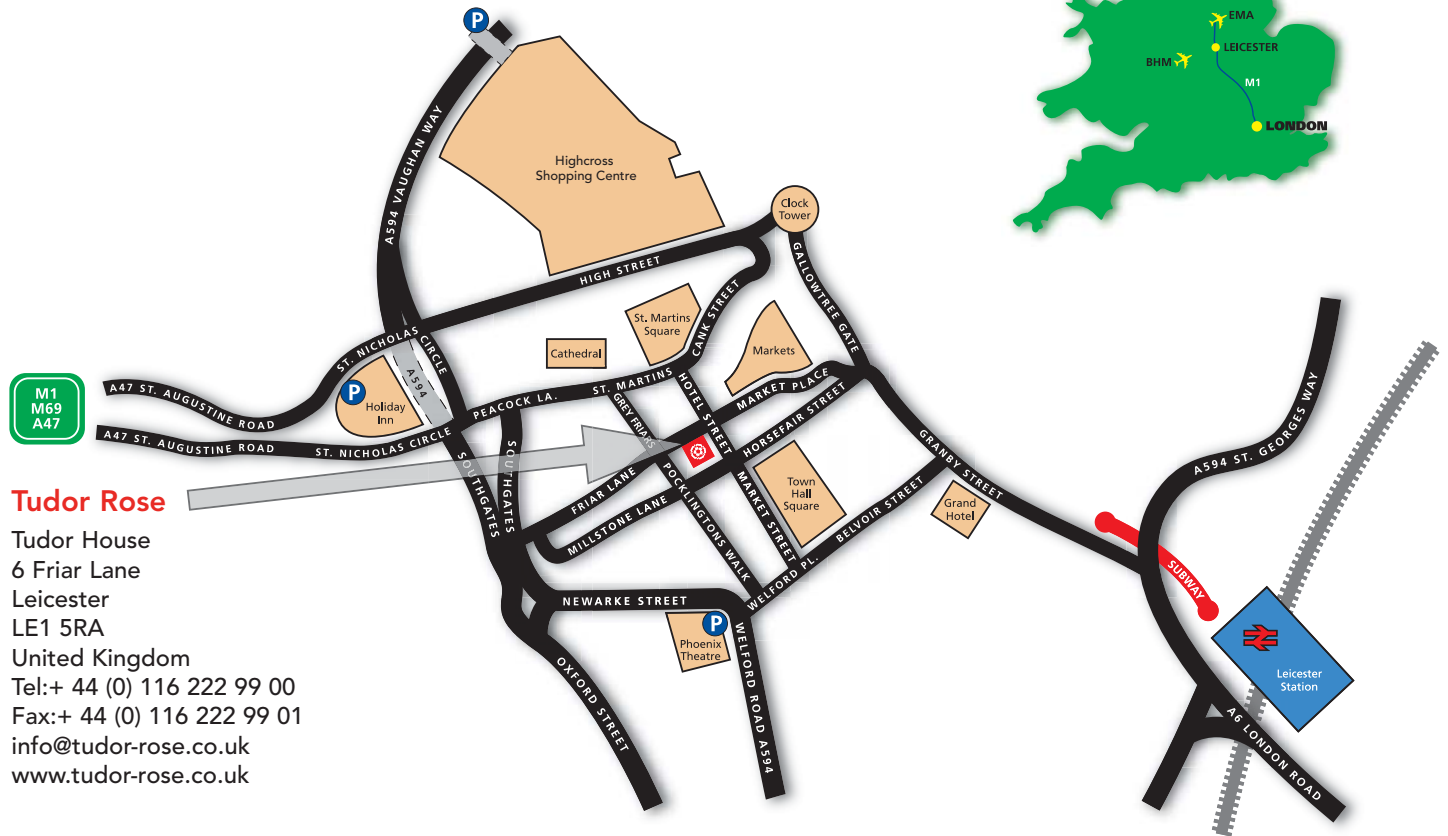 P
A594 VAUGHAN WAY
Highcross
Shopping Centre
Clock
Tower
EMA
LEICESTER
BHM
M1
LONDON
HIGH STREET
GALLOWTREE GATE
ST. NICHOLAS
CIRCLE
A594
St. Martins
Square
CANK STREET
Cathedral
Markets
M1
M69
A47
A47 ST. AUGUSTINE ROAD
P
Holiday
Inn
A47 ST. AUGUSTINE ROAD
ST. NICHOLAS CIRCLE
PEACOCK LA.
ST. MARTINS
HOTEL STREET
MARKET PLACE
GREY FRIARS
HORSEFAIR STREET
SOUTHGATES
SOUTHGATES
FRIAR LANE
MILLSTONE LANE
POCKLINGTONS WALK
MARKET STREET
Town
Hall
Square
GRANBY STREET
BELVOIR STREET
WELFORD PL.
Grand
Hotel
A594 ST. GEORGES WAY
SUBWAY
Leicester
Station
A6 LONDON ROAD
NEWARKE STREET
P
Phoenix
Theatre
WELFORD ROAD A594
OXFORD STREET
Tudor Rose
Tudor House
6 Friar Lane
Leicester
LE1 5RA
United Kingdom
Tel:+ 44 (0) 116 222 99 00
Fax:+ 44 (0) 116 222 99 01
info@tudor-rose.co.uk
www.tudor-rose.co.uk